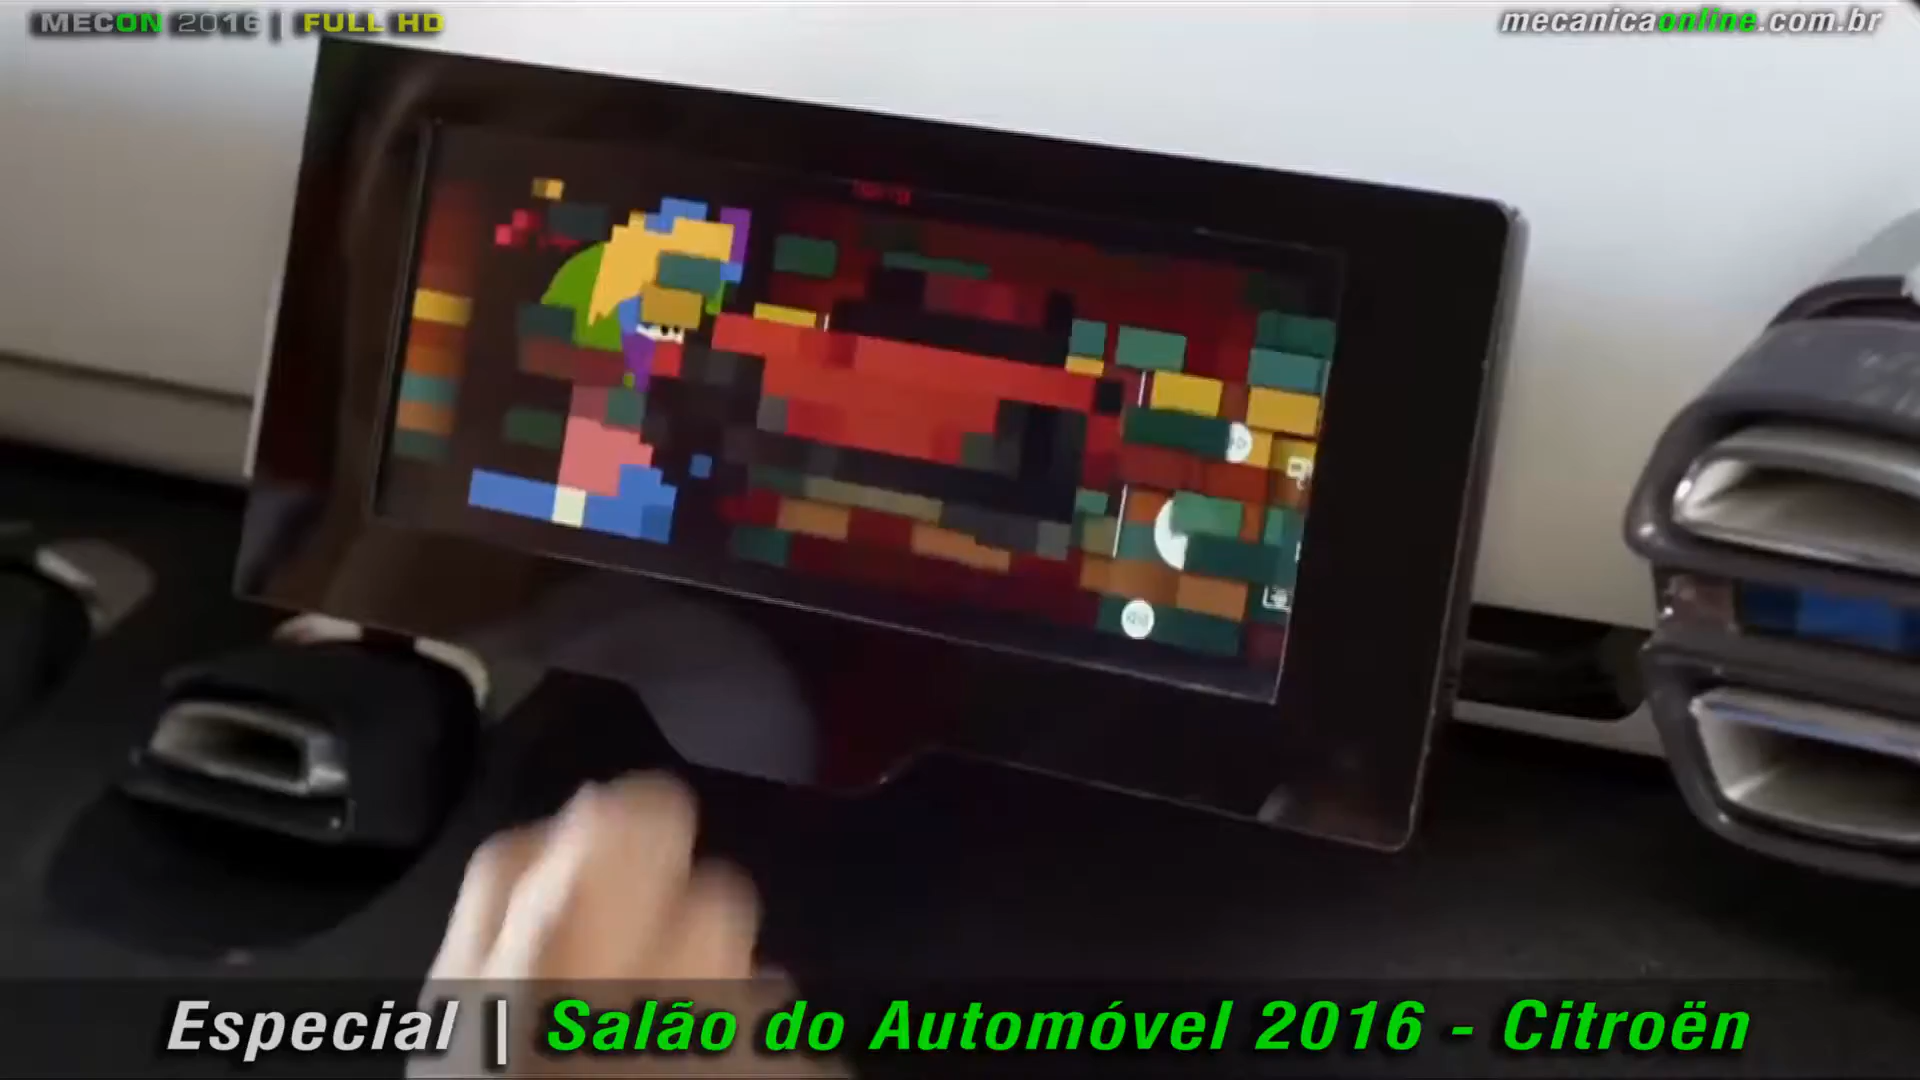 MECON 2016 | FULL HD
mecanicaonline.com.br
Especial | Salão do Automóvel 2016 - Citroën